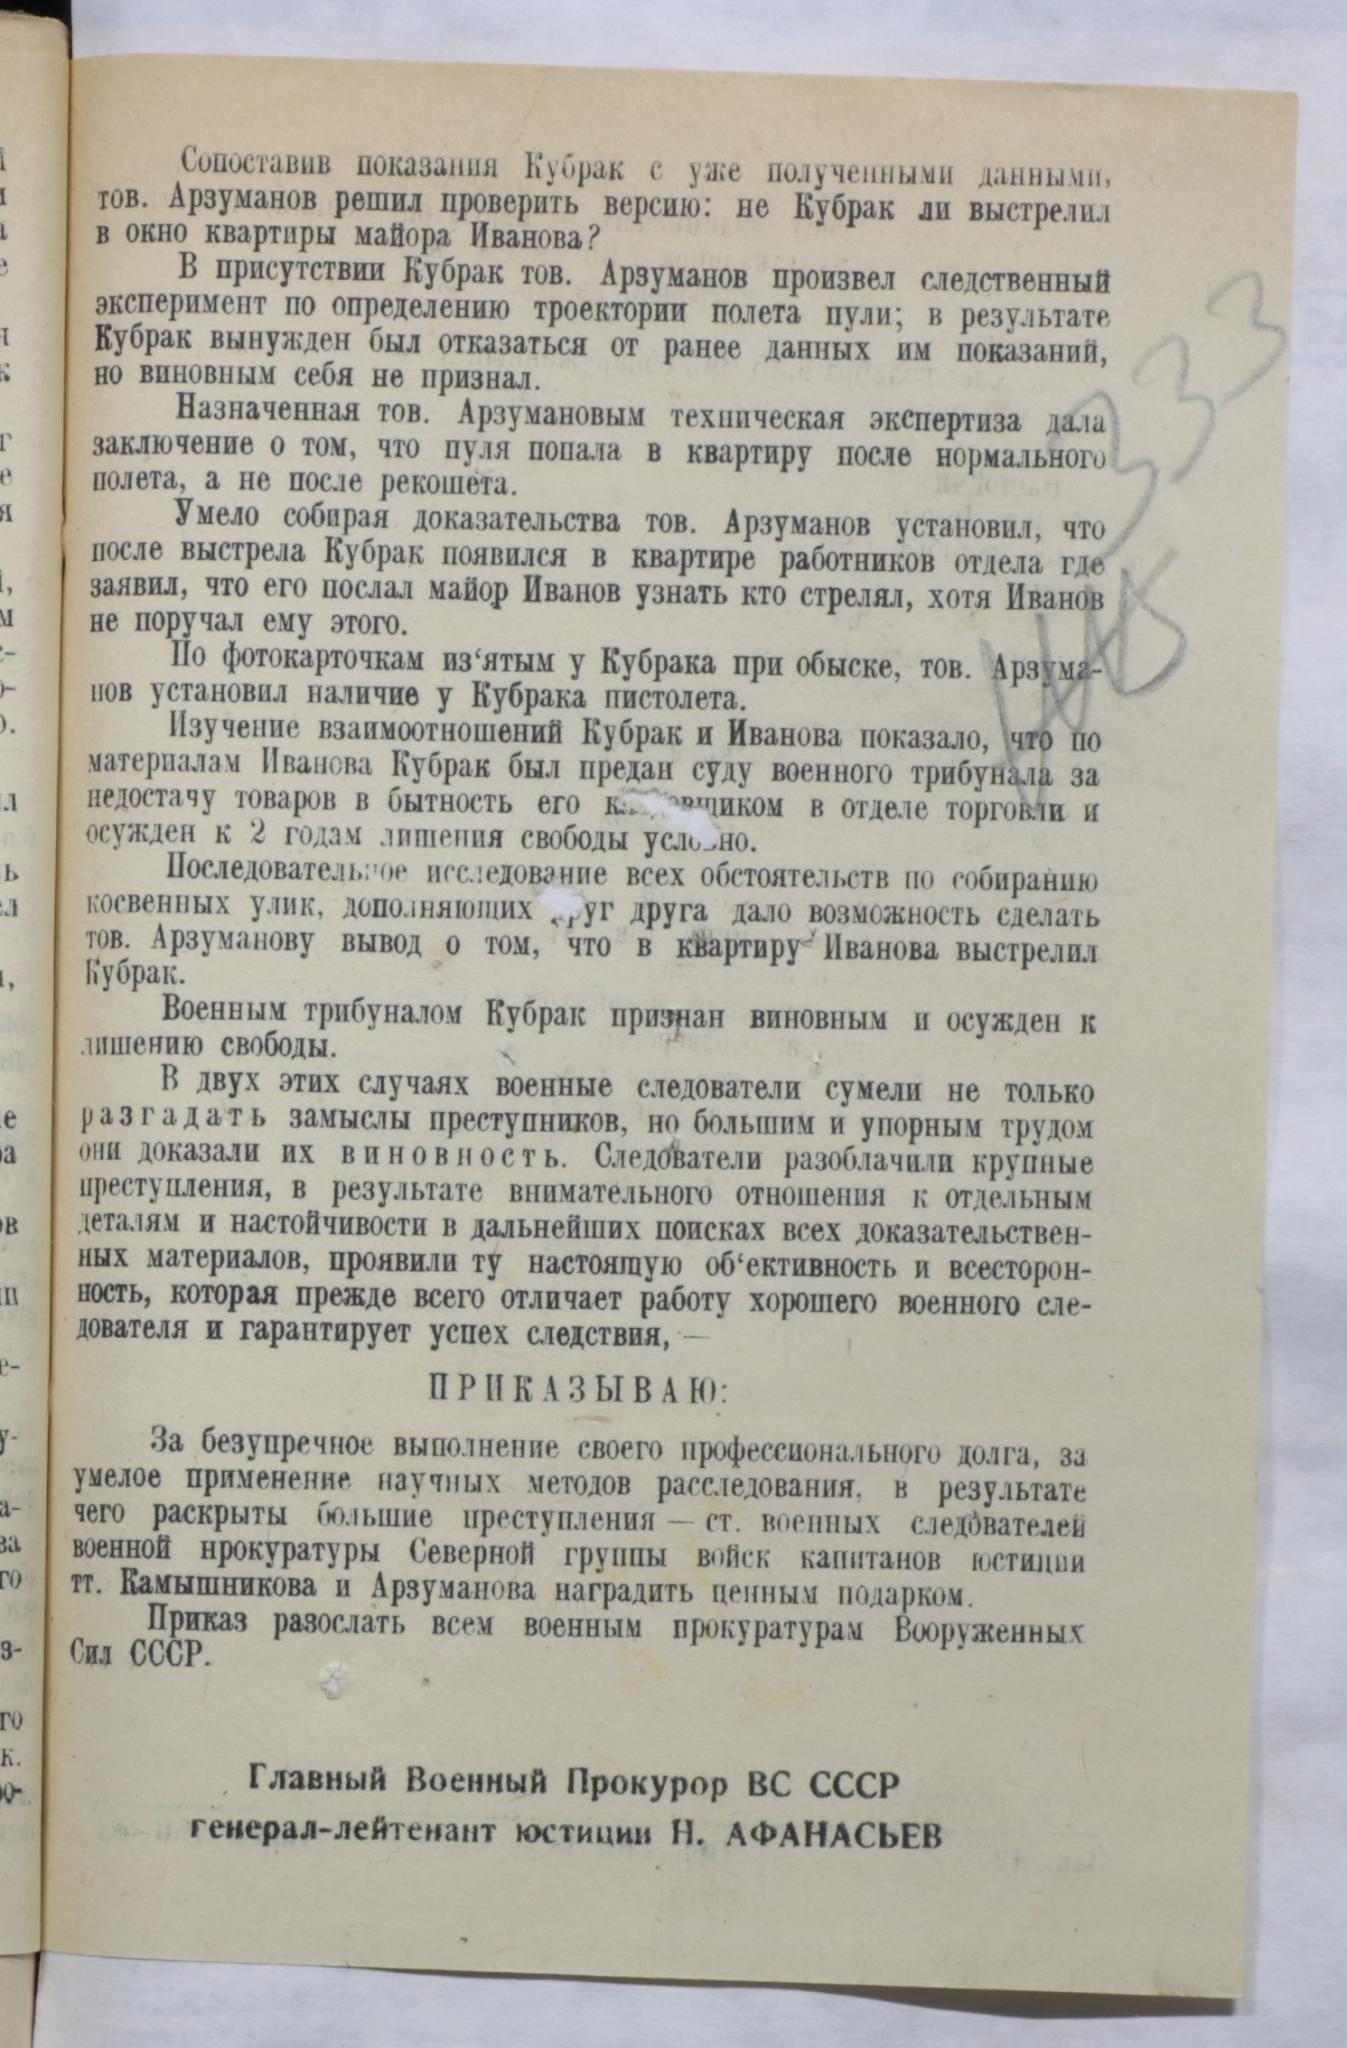 Сопоставив показания Кубрак с уже полученными данными,
тов. Арзуманов решил проверить версию: не Кубрак ли выстрелил
в окно квартиры майора Иванова?
В присутствии Кубрак тов. Арзуманов произвел следственный
эксперимент по определению троектории полета пули; в результате
Кубрак вынужден был отказаться от ранее данных им показаний,
но виновным себя не признал.
Назначенная тов. Арзумановым техническая экспертиза дала
заключение о том, что пуля попала в квартиру после нормального
полета, а не после рекошета.
Умело собирая доказательства тов. Арзуманов установил, что
после выстрела Кубрак появился в квартире работников отдела где
заявил, что его послал майор Иванов узнать кто стрелял, хотя Иванов
не поручал ему этого.
По фотокарточкам из‘ятым у Кубрака при обыске, тов. Арзума-
нов установил наличие у Кубрака пистолета.
Изучение взаимоотношений Кубрак и Иванова показало, что по
материалам Иванова Кубрак был предан суду военного трибунала за
недостачу товаров в бытность его в отделе торговли и
осужден к 2 годам лишения свободы условно.
Последовательное исследование всех обстоятельств по собиранию
косвенных улик, дополняющих друг друга дало возможность сделать
тов. Арзуманову вывод о том, что в квартиру Иванова выстрелил
Кубрак.
Военным трибуналом Кубрак признан виновным и осужден к
лишению свободы.
В двух этих случаях военные следователи сумели не только
разгадать замыслы преступников, но большим и упорным трудом
они доказали их виновность. Следователи разоблачили крупные
преступления, в результате внимательного отношения к отдельным
деталям и настойчивости в дальнейших поисках всех доказательствен-
ных материалов, проявили ту настоящую об‘ективность и всесторон-
ность, которая прежде всего отличает работу хорошего военного сле-
дователя и гарантирует успех следствия, —
ПРИКАЗЫВАЮ:
За безупречное выполнение своего профессионального долга, за
умелое применение научных методов расследования, в результате
чего раскрыты большие преступления — ст. военных следователей
военной нрокуратуры Северной группы войск капитанов юстиции
тт. Камышникова и Арзуманова наградить ценным подарком.
Приказ разослать всем военным прокуратурам Вооруженных
Сил СССР.
Главный Военный Прокурор ВС СССР
генерал-лейтенант юстиции Н. АФАНАСЬЕВ
333